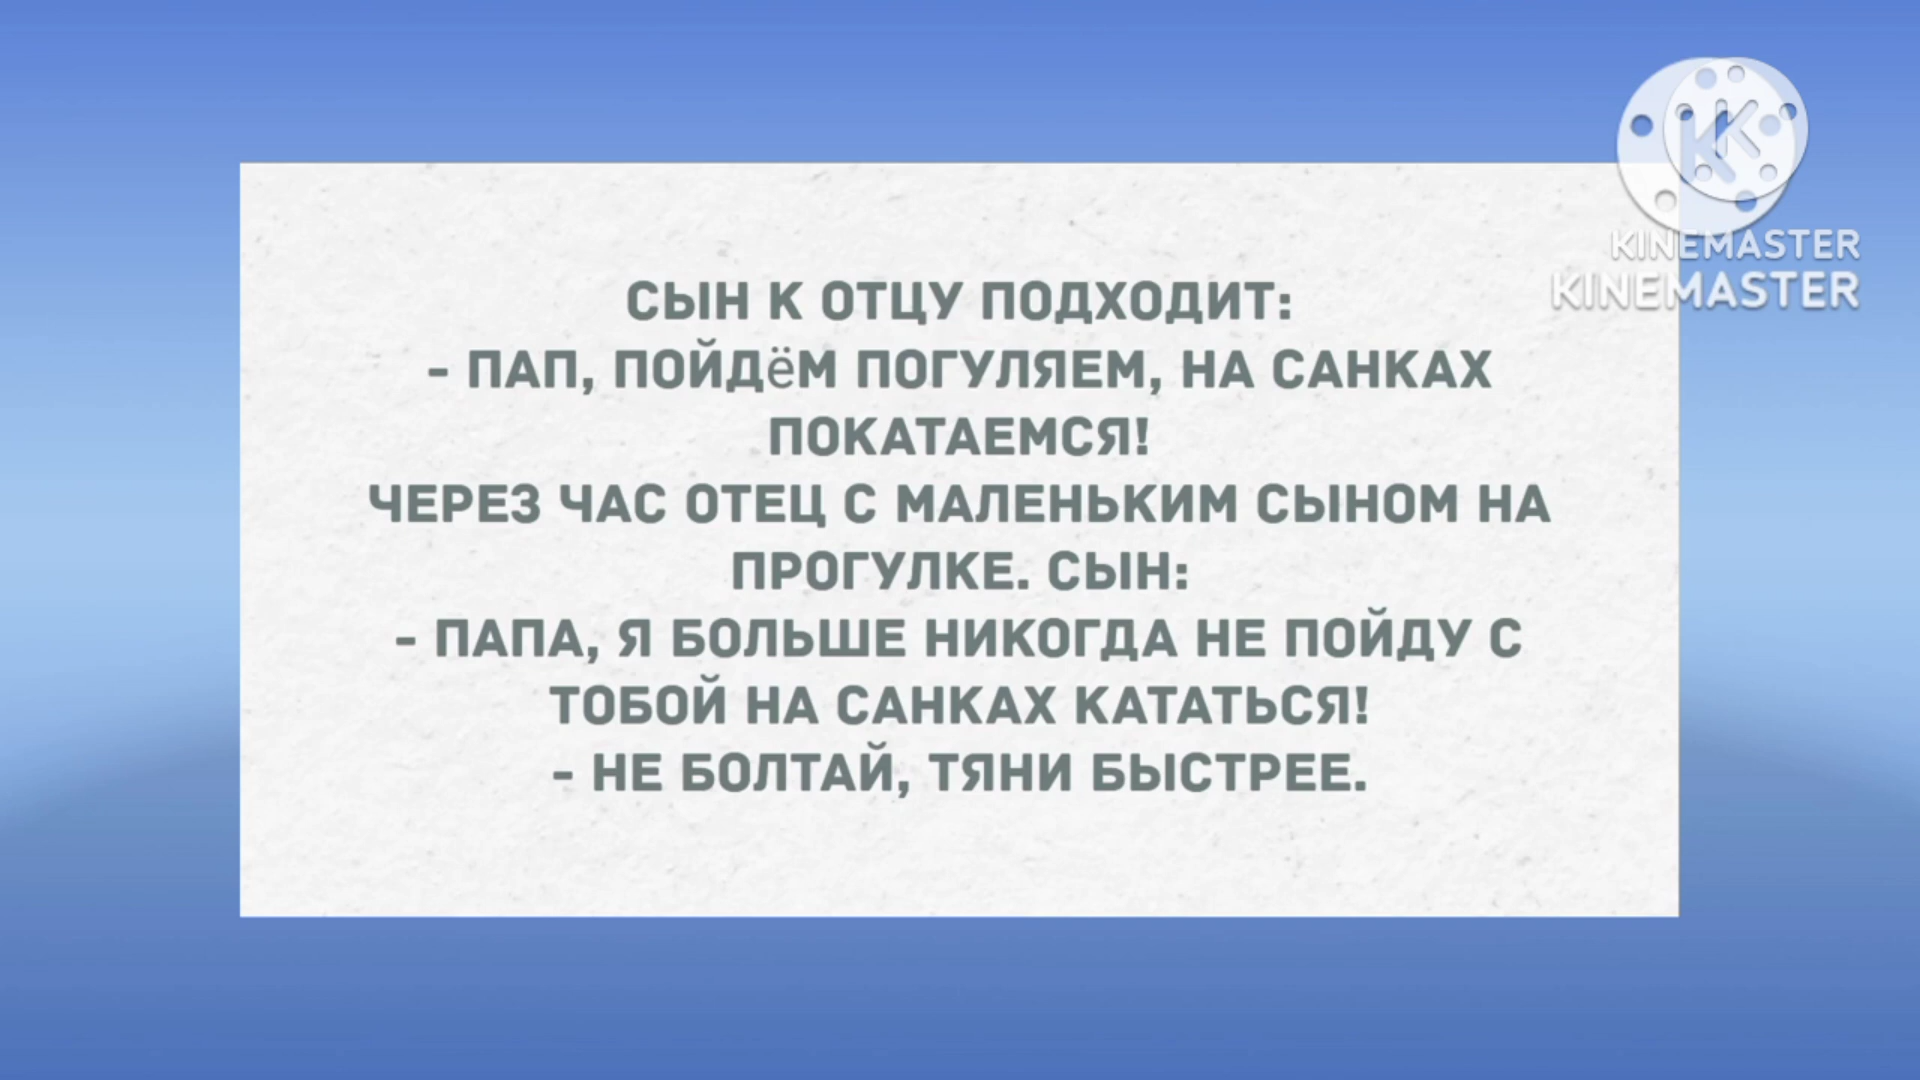 СЫН К ОТЦУ ПОДХОДИТ:
- ПАП, ПОЙДёМ ПОГУЛЯЕМ, НА САНКАХ
ПОКАТАЕМСЯ!
ЧЕРЕЗ ЧАС ОТЕЦ С МАЛЕНЬКИМ СЫНОМ НА
ПРОГУЛКЕ. СЫН:
- ПАПА, Я БОЛЬШЕ НИКОГДА НЕ ПОЙДУ С
ТОБОЙ НА САНКАХ КАТАТЬСЯ!
- НЕ БОЛТАЙ, ТЯНИ БЫСТРЕЕ.
KINEMASTER
KINEMASTER